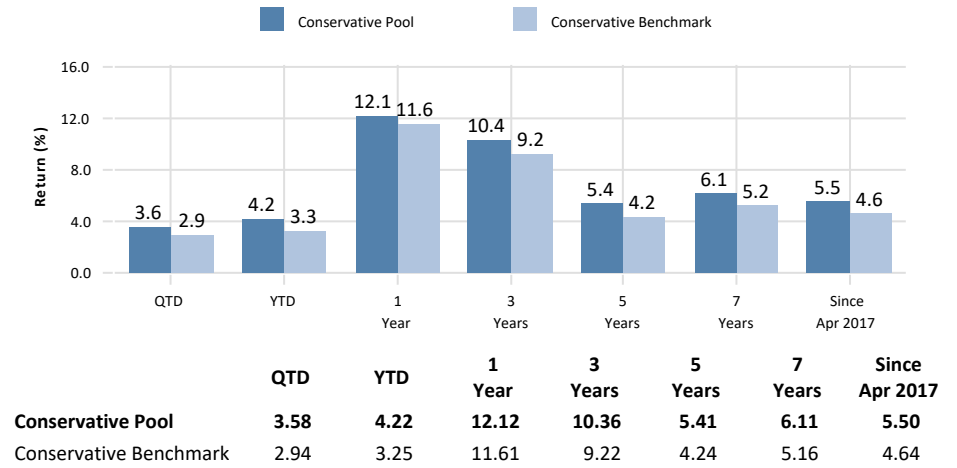 Conservative Pool Conservative Benchmark
16.0
12.0
8.0
4.0
0.0
Return (%)
3.6 2.9 4.2 3.3 12.1 11.6 10.4 9.2 5.4 4.2 6.1 5.2 5.5 4.6
QTD YTD 1 3 5 7 Since
Year Years Years Years Apr 2017
QTD YTD 1 3 5 7 Since
Year Years Years Years Apr 2017
Conservative Pool 3.58 4.22 12.12 10.36 5.41 6.11 5.50
Conservative Benchmark 2.94 3.25 11.61 9.22 4.24 5.16 4.64